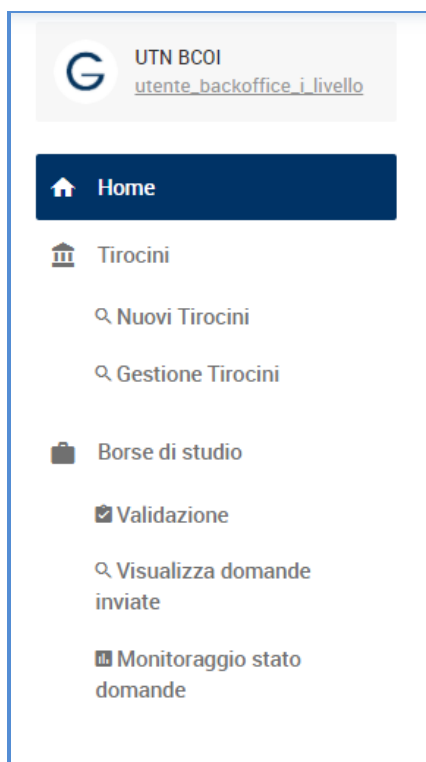 G
UTN BCOI
utente_backoffice_i_livello
Home
Tirocini
Nuovi Tirocini
Gestione Tirocini
Borse di studio
Validazione
Visualizza domande
inviate
Monitoraggio stato
domande